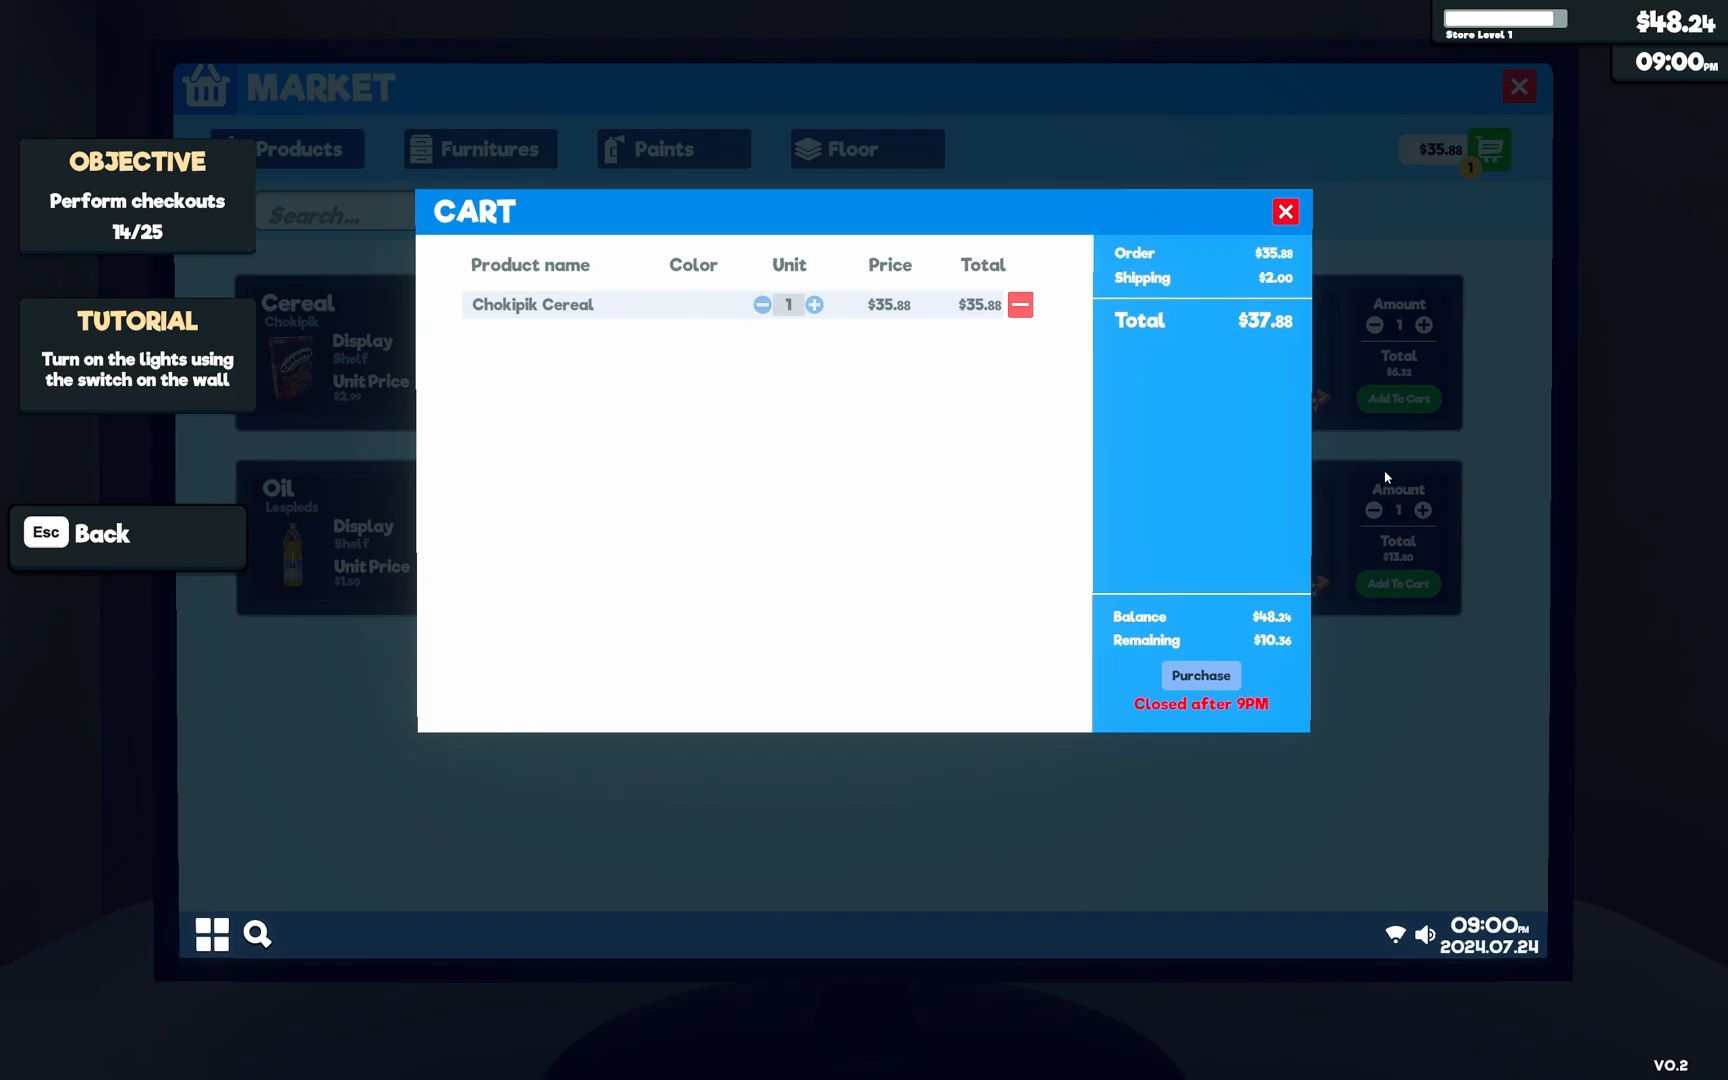 $48.24
Store Level 1
09:00PM
MARKET
Products
Furnitures
Paints
Floor
$35.88
1
OBJECTIVE
Perform checkouts
14/25
Search...
TUTORIAL
Turn on the lights using
the switch on the wall
Esc Back
CART
Product name Color Unit Price Total
Chokipik Cereal 1 $35.88 $35.88
Order $35.88
Shipping $2.00
Total $37.88
Balance $48.24
Remaining $10.36
Purchase
Closed after 9PM
Cereal
Chokipik
Display
Shelf
Unit Price
$2.99
Amount
1
Total
$6.32
Add To Cart
Oil
Lespieds
Display
Shelf
Unit Price
$1.50
Amount
1
Total
$13.50
Add To Cart
09:00PM
2024.07.24
V0.2